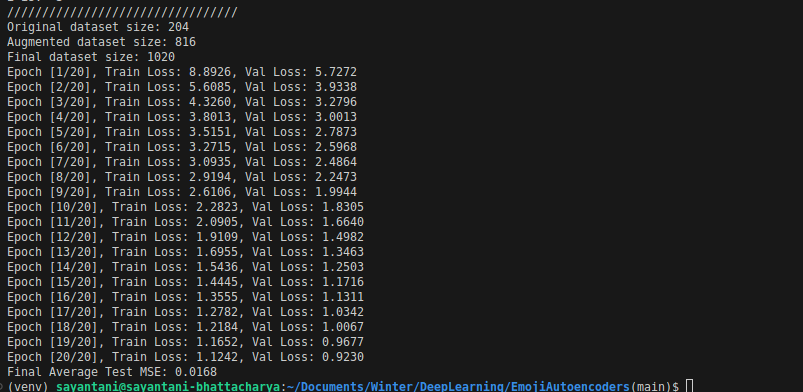 //////////////////////////////////
Original dataset size: 204
Augmented dataset size: 816
Final dataset size: 1020
Epoch [1/20], Train Loss: 8.8926, Val Loss: 5.7272
Epoch [2/20], Train Loss: 5.6085, Val Loss: 3.9338
Epoch [3/20], Train Loss: 4.3260, Val Loss: 3.2796
Epoch [4/20], Train Loss: 3.8013, Val Loss: 3.0013
Epoch [5/20], Train Loss: 3.5151, Val Loss: 2.7873
Epoch [6/20], Train Loss: 3.2715, Val Loss: 2.5968
Epoch [7/20], Train Loss: 3.0935, Val Loss: 2.4864
Epoch [8/20], Train Loss: 2.9194, Val Loss: 2.2473
Epoch [9/20], Train Loss: 2.6106, Val Loss: 1.9944
Epoch [10/20], Train Loss: 2.2823, Val Loss: 1.8305
Epoch [11/20], Train Loss: 2.0905, Val Loss: 1.6640
Epoch [12/20], Train Loss: 1.9109, Val Loss: 1.4982
Epoch [13/20], Train Loss: 1.6955, Val Loss: 1.3463
Epoch [14/20], Train Loss: 1.5436, Val Loss: 1.2503
Epoch [15/20], Train Loss: 1.4445, Val Loss: 1.1716
Epoch [16/20], Train Loss: 1.3555, Val Loss: 1.1311
Epoch [17/20], Train Loss: 1.2782, Val Loss: 1.0342
Epoch [18/20], Train Loss: 1.2184, Val Loss: 1.0067
Epoch [19/20], Train Loss: 1.1652, Val Loss: 0.9677
Epoch [20/20], Train Loss: 1.1242, Val Loss: 0.9230
Final Average Test MSE: 0.0168
(venv) sayantani@sayantani-bhattacharya:~/Documents/Winter/DeepLearning/EmojiAutoencoders(main)$